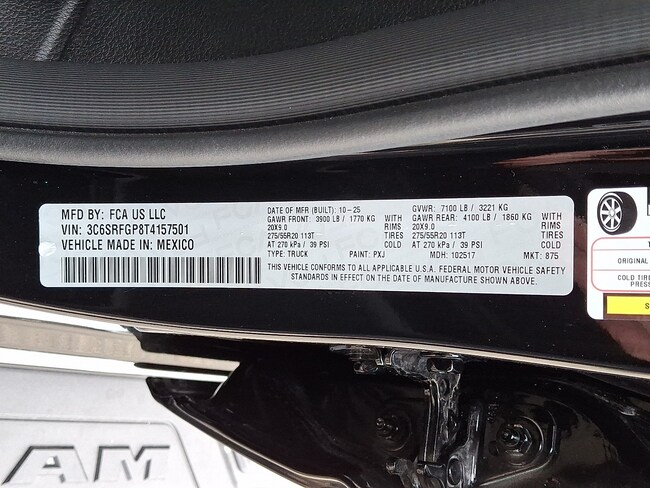 MFD BY: FCA US LLC
VIN: 3C6SRFGP8T4157501
VEHICLE MADE IN: MEXICO
DATE OF MFR (BUILT): 10-25
GAWR FRONT: 3900 LB / 1770 KG WITH
20X9.0 RIMS
275/55R20 113T TIRES
AT 270 kPa / 39 PSI
TYPE: TRUCK PAINT: PXJ
GVWR: 7100 LB / 3221 KG
GAWR REAR: 4100 LB / 1860 KG WITH
20X9.0 RIMS
275/55R20 113T TIRES
AT 270 kPa / 39 PSI
MDH: 102517 MKT: 875
THIS VEHICLE CONFORMS TO ALL APPLICABLE U.S.A. FEDERAL MOTOR VEHICLE SAFETY
STANDARDS IN EFFECT ON THE DATE OF MANUFACTURE SHOWN ABOVE.
T
ORIGINAL
COLD TIRE
PRESS
S
AM